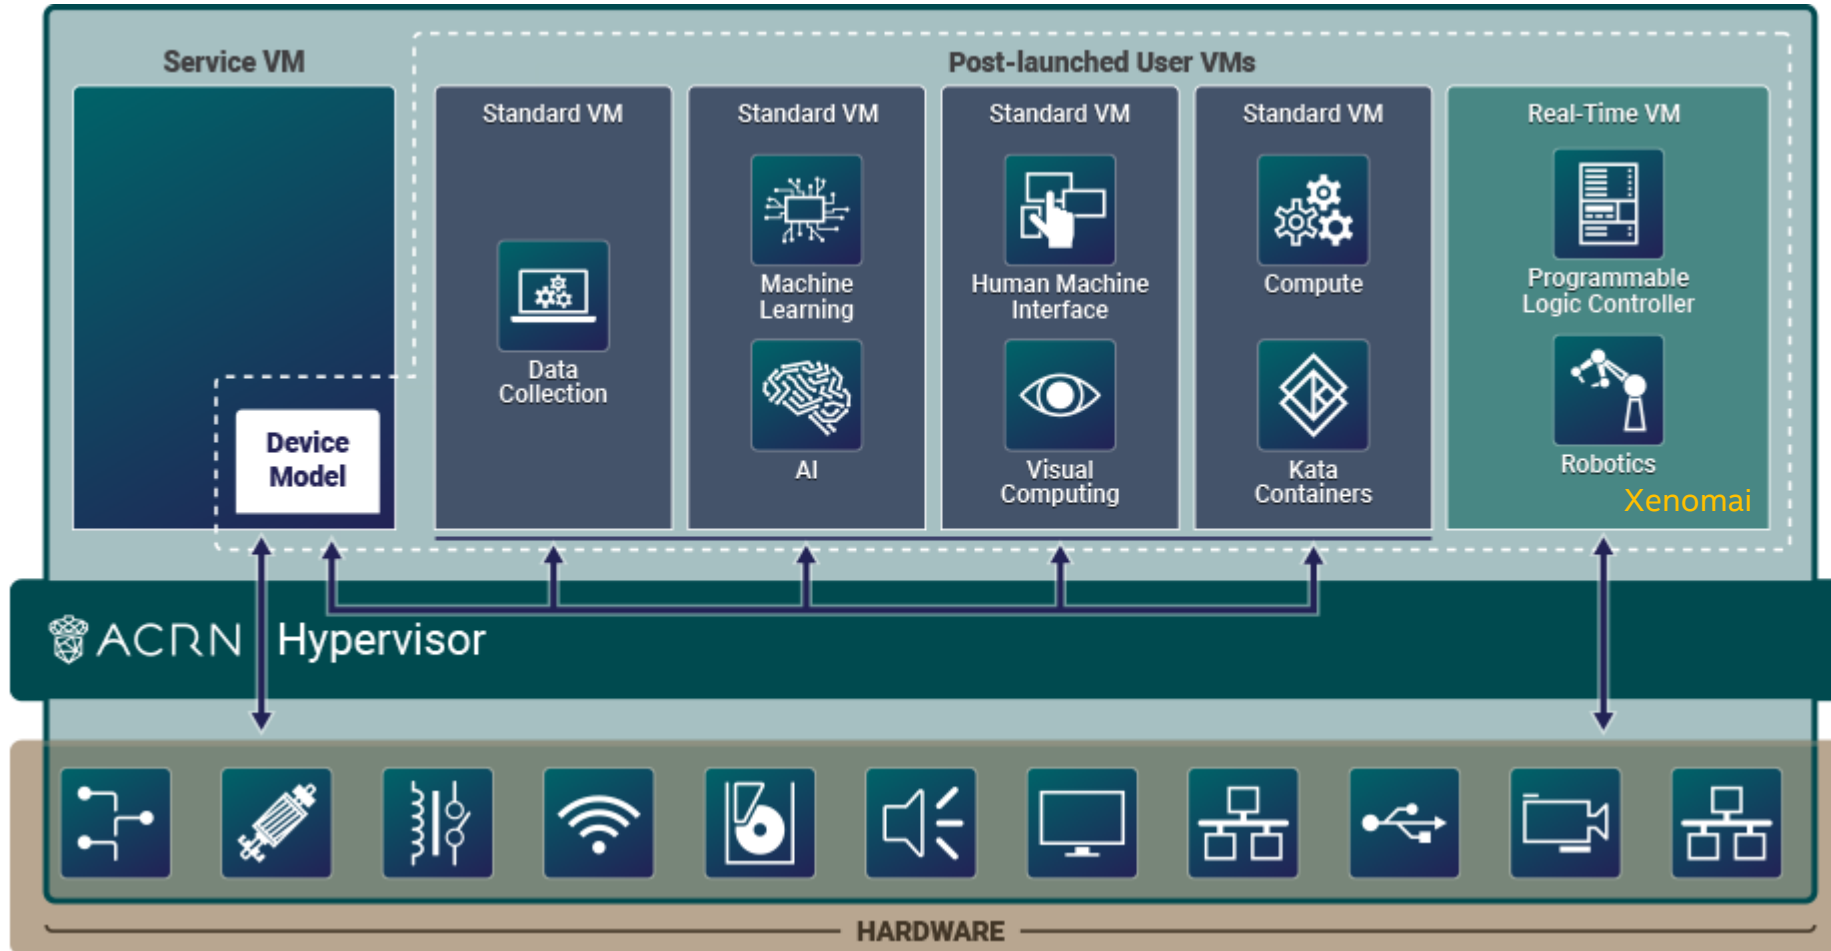 Service VM
Post-launched User VMs
Standard VM
Data
Collection
Standard VM
Machine
Learning
AI
Standard VM
Human Machine
Interface
Visual
Computing
Standard VM
Compute
Kata
Containers
Real-Time VM
Programmable
Logic Controller
Robotics
Xenomai
Device
Model
ACRN Hypervisor
HARDWARE